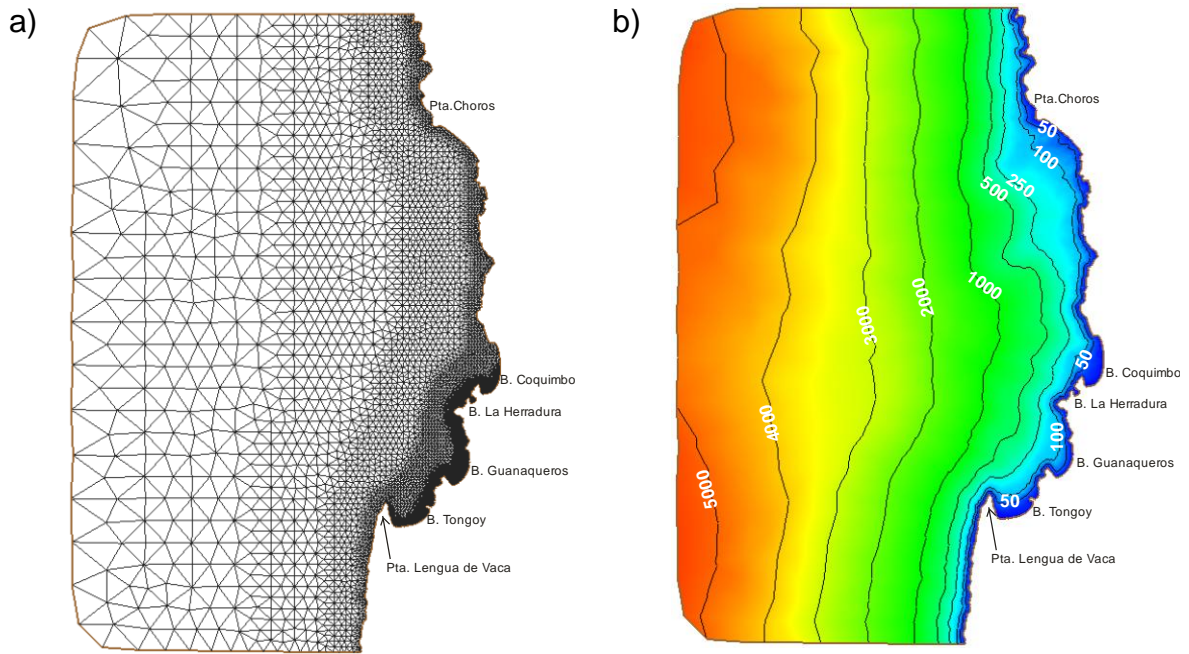 a)
Pta.Choros
B. Coquimbo
B. La Herradura
B. Guanaqueros
B. Tongoy
Pta. Lengua de Vaca
b)
Pta.Choros
50
100
250
500
1000
2000
3000
50
B. Coquimbo
4000
100
B. Guanaqueros
B. La Herradura
5000
50
B. Tongoy
Pta. Lengua de Vaca